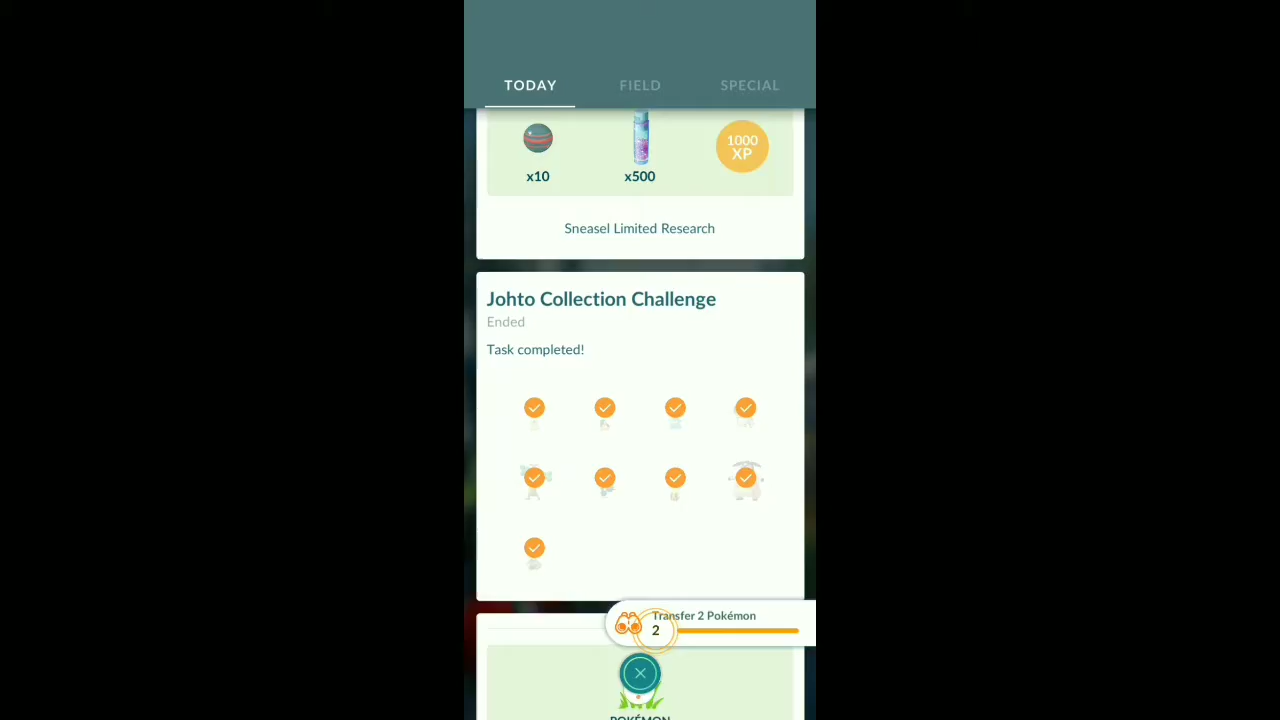 TODAY FIELD SPECIAL
1000
XP
x10 x500
Sneasel Limited Research
Johto Collection Challenge
Ended
Task completed!
Transfer 2 Pokémon
2
POKÉMON